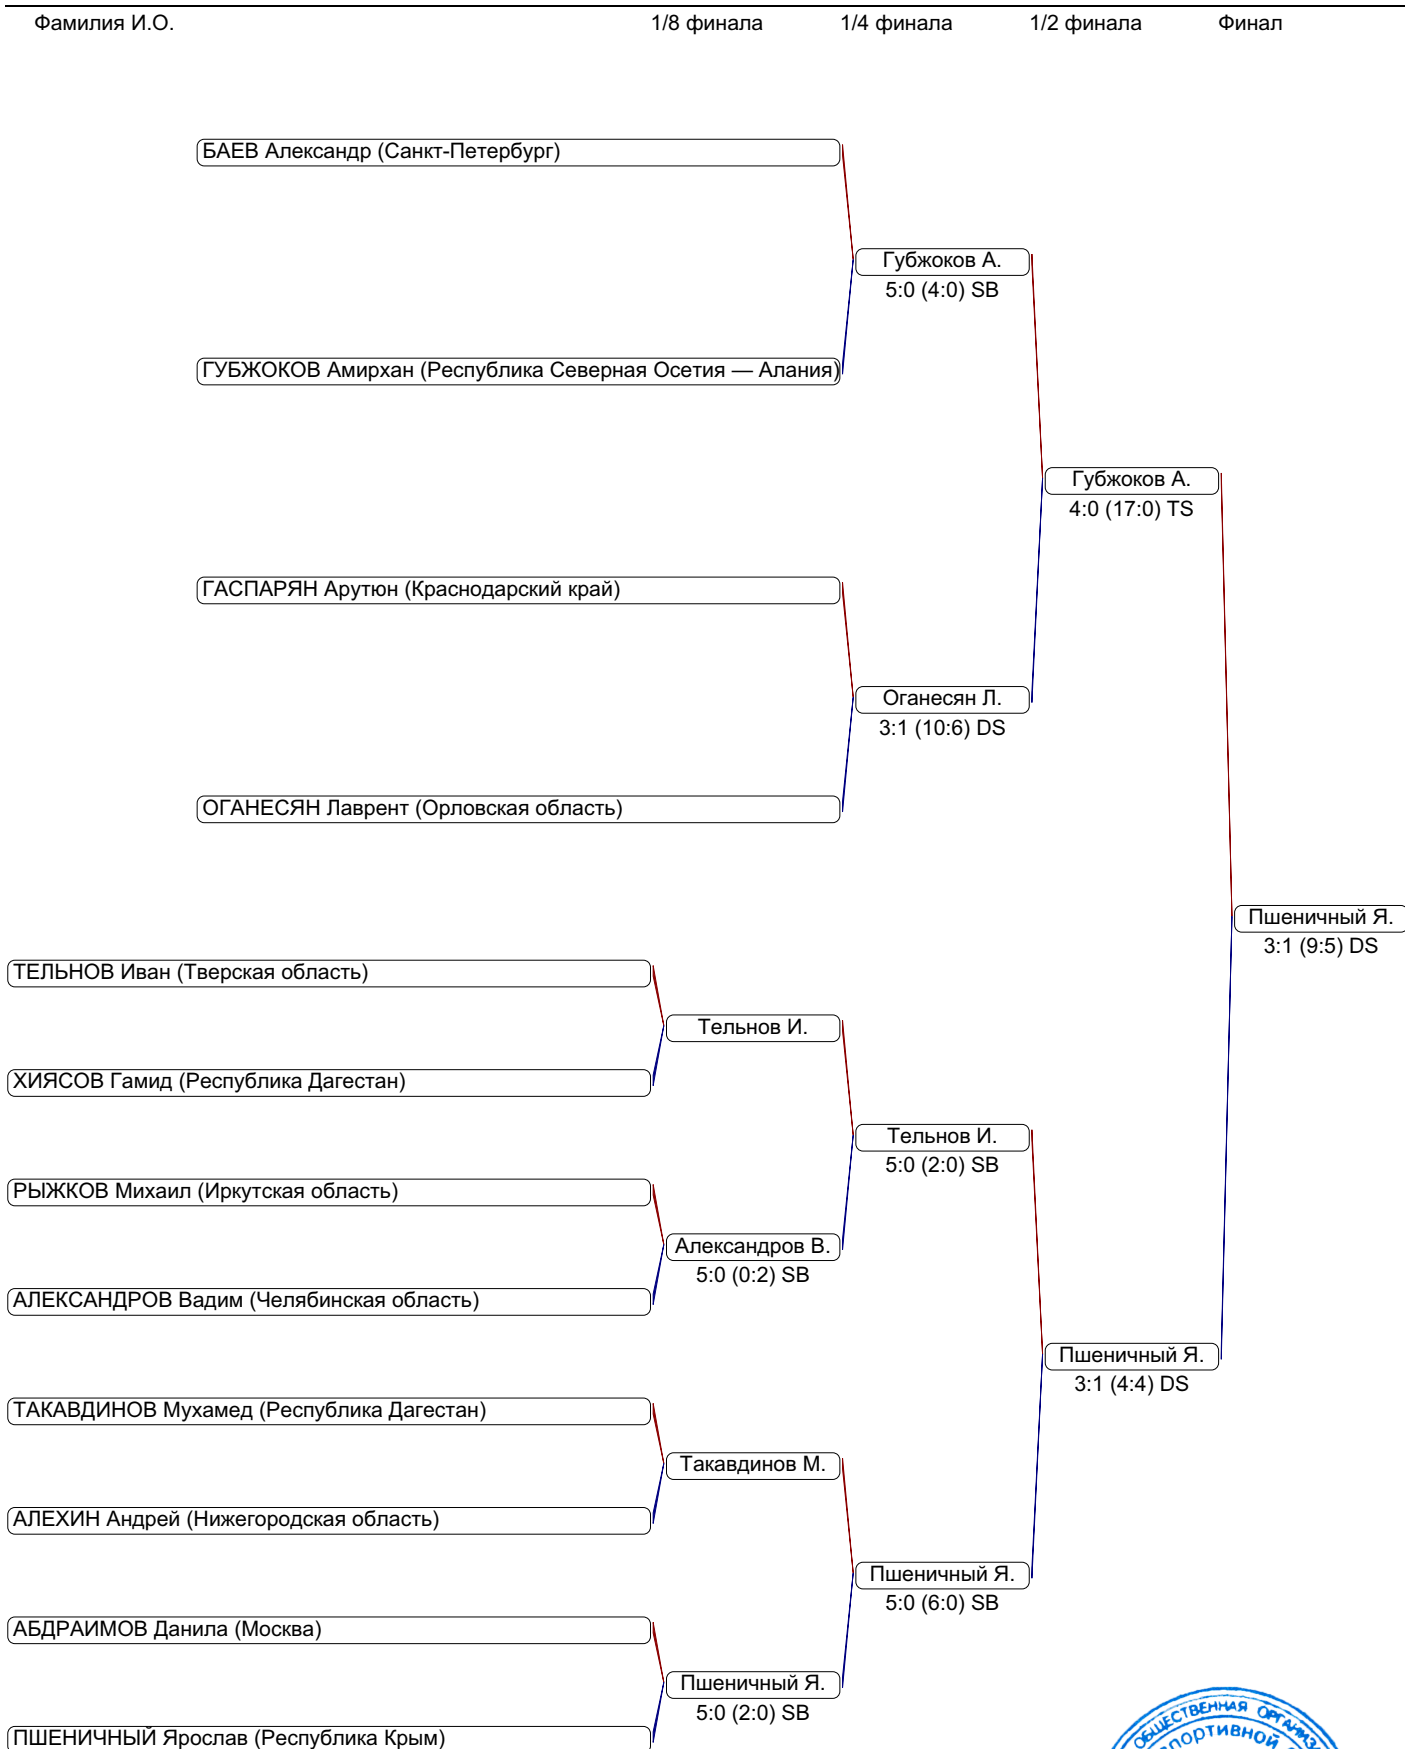 Фамилия И.О. 1/8 финала 1/4 финала 1/2 финала Финал
БАЕВ Александр (Санкт-Петербург)
Губжоков А.
5:0 (4:0) SB
ГУБЖОКОВ Амирхан (Республика Северная Осетия — Алания)
Губжоков А.
4:0 (17:0) TS
ГАСПАРЯН Арутюн (Краснодарский край)
Оганесян Л.
3:1 (10:6) DS
ОГАНЕСЯН Лаврент (Орловская область)
Пшеничный Я.
3:1 (9:5) DS
ТЕЛЬНОВ Иван (Тверская область)
Тельнов И.
ХИЯСОВ Гамид (Республика Дагестан)
Тельнов И.
5:0 (2:0) SB
РЫЖКОВ Михаил (Иркутская область)
Александров В.
5:0 (0:2) SB
АЛЕКСАНДРОВ Вадим (Челябинская область)
Пшеничный Я.
3:1 (4:4) DS
ТАКАВДИНОВ Мухамед (Республика Дагестан)
Такавдинов М.
АЛЕХИН Андрей (Нижегородская область)
Пшеничный Я.
5:0 (6:0) SB
АБДРАИМОВ Данила (Москва)
Пшеничный Я.
5:0 (2:0) SB
ПШЕНИЧНЫЙ Ярослав (Республика Крым)